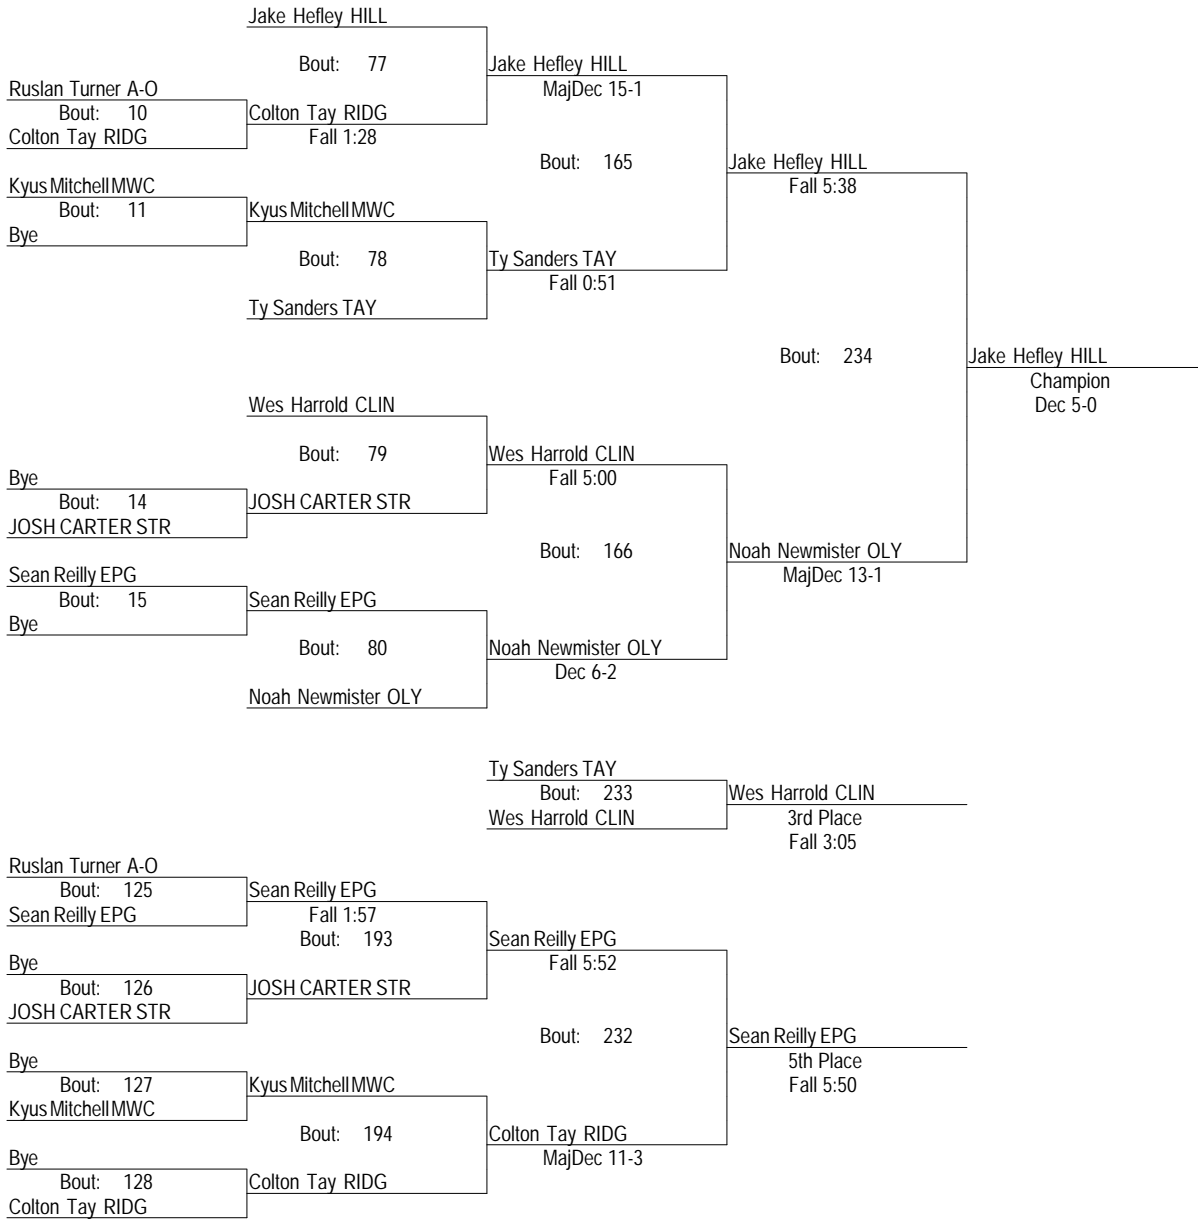 Jake Hefley HILL
Bout: 77
Jake Hefley HILL
MajDec 15-1
Ruslan Turner A-O
Bout: 10
Colton Tay RIDG
Colton Tay RIDG
Fall 1:28
Bout: 165
Jake Hefley HILL
Fall 5:38
Kyus Mitchell MWC
Bout: 11
Kyus Mitchell MWC
Bye
Bout: 78
Ty Sanders TAY
Fall 0:51
Ty Sanders TAY
Bout: 234
Jake Hefley HILL
Champion
Dec 5-0
Wes Harrold CLIN
Bout: 79
Wes Harrold CLIN
Fall 5:00
Bye
Bout: 14
JOSH CARTER STR
JOSH CARTER STR
Bout: 166
Noah Newmister OLY
MajDec 13-1
Sean Reilly EPG
Bout: 15
Sean Reilly EPG
Bye
Bout: 80
Noah Newmister OLY
Dec 6-2
Noah Newmister OLY
Ty Sanders TAY
Bout: 233
Wes Harrold CLIN
Wes Harrold CLIN
3rd Place
Fall 3:05
Ruslan Turner A-O
Bout: 125
Sean Reilly EPG
Sean Reilly EPG
Fall 1:57
Bout: 193
Sean Reilly EPG
Fall 5:52
Bye
Bout: 126
JOSH CARTER STR
JOSH CARTER STR
Bout: 232
Sean Reilly EPG
5th Place
Fall 5:50
Bye
Bout: 127
Kyus Mitchell MWC
Kyus Mitchell MWC
Bout: 194
Colton Tay RIDG
MajDec 11-3
Bye
Bout: 128
Colton Tay RIDG
Colton Tay RIDG